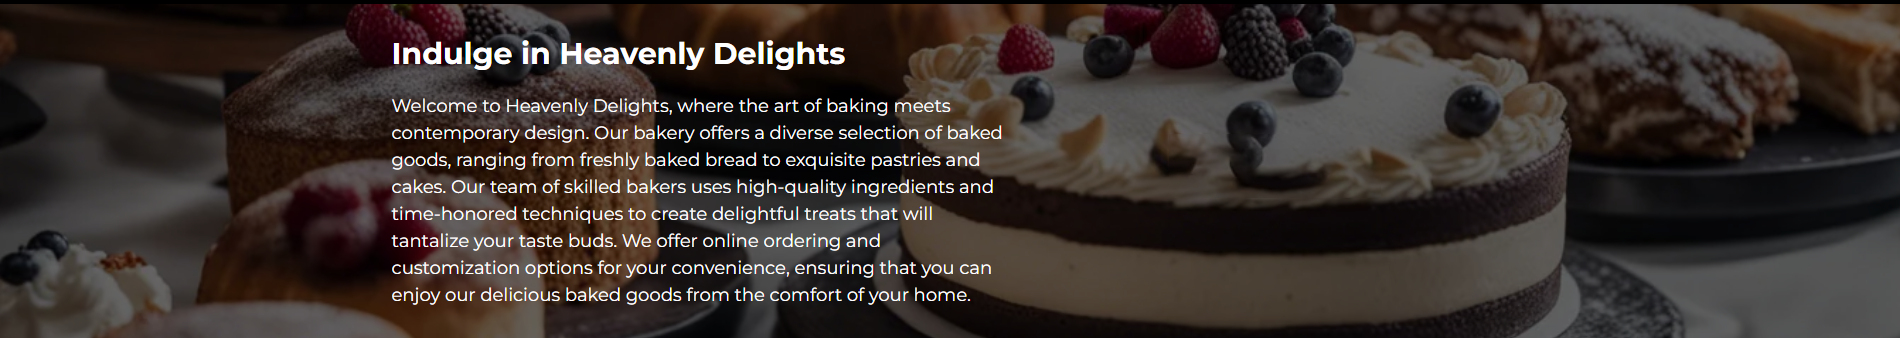 Indulge in Heavenly Delights
Welcome to Heavenly Delights, where the art of baking meets
contemporary design. Our bakery offers a diverse selection of baked
goods, ranging from freshly baked bread to exquisite pastries and
cakes. Our team of skilled bakers uses high-quality ingredients and
time-honored techniques to create delightful treats that will
tantalize your taste buds. We offer online ordering and
customization options for your convenience, ensuring that you can
enjoy our delicious baked goods from the comfort of your home.